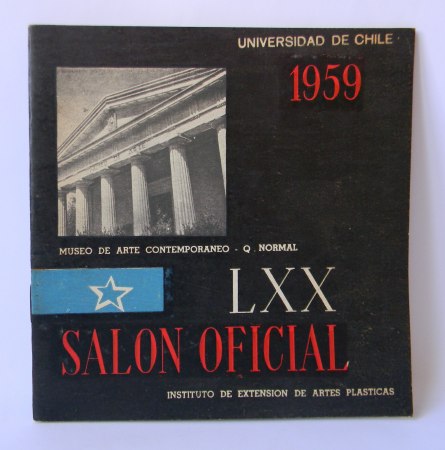 UNIVERSIDAD DE CHILE
1959
MUSEO DE ARTE CONTEMPORANEO - Q. NORMAL
LXX
SALON OFICIAL
INSTITUTO DE EXTENSION DE ARTES PLASTICAS